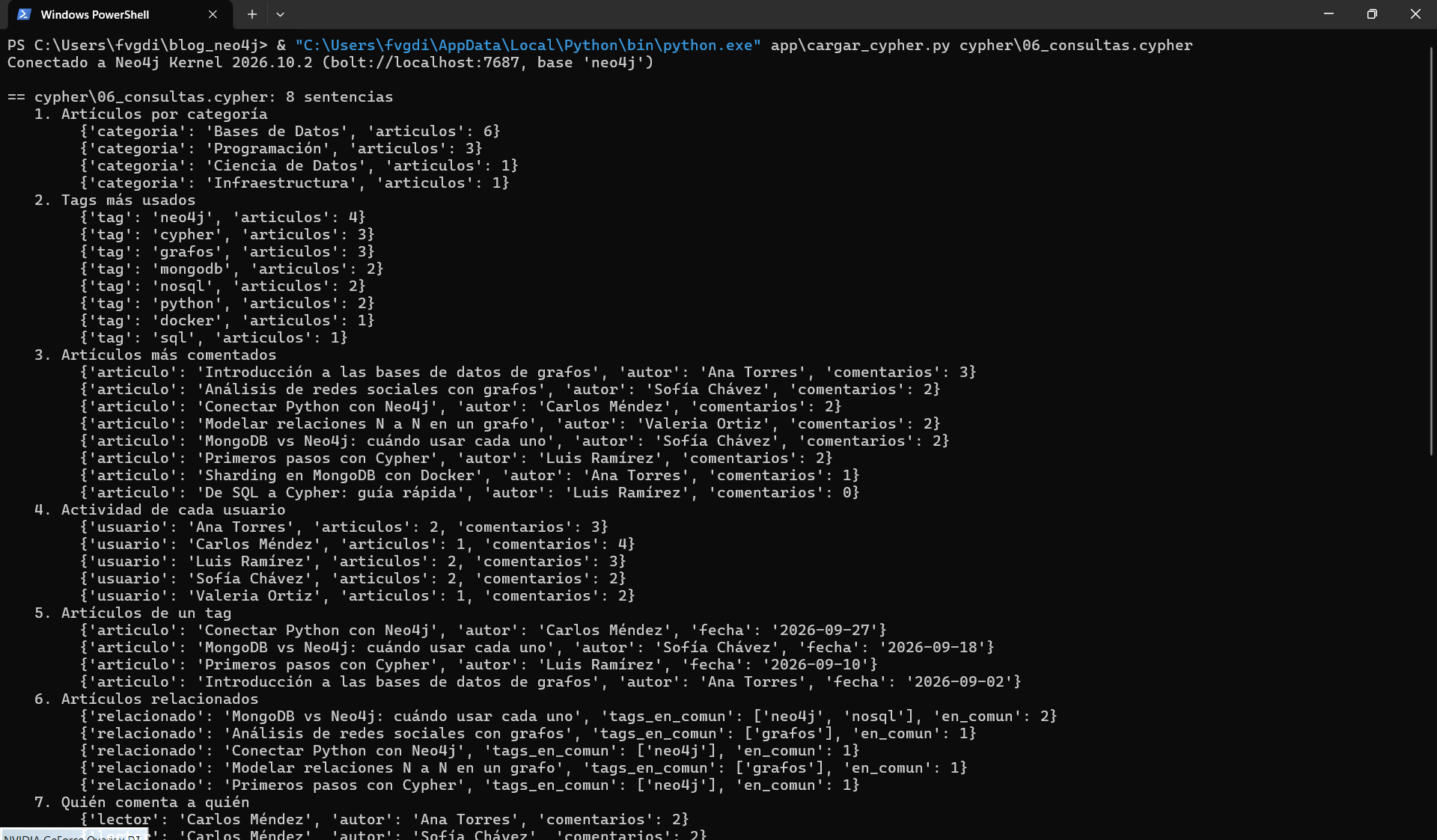 Windows PowerShell
PS C:\Users\fvgdi\blog_neo4j> & "C:\Users\fvgdi\AppData\Local\Python\bin\python.exe" app\cargar_cypher.py cypher\06_consultas.cypher
Conectado a Neo4j Kernel 2026.10.2 (bolt://localhost:7687, base 'neo4j')
== cypher\06_consultas.cypher: 8 sentencias
1. Artículos por categoría
{'categoria': 'Bases de Datos', 'articulos': 6}
{'categoria': 'Programación', 'articulos': 3}
{'categoria': 'Ciencia de Datos', 'articulos': 1}
{'categoria': 'Infraestructura', 'articulos': 1}
2. Tags más usados
{'tag': 'neo4j', 'articulos': 4}
{'tag': 'cypher', 'articulos': 3}
{'tag': 'grafos', 'articulos': 3}
{'tag': 'mongodb', 'articulos': 2}
{'tag': 'nosql', 'articulos': 2}
{'tag': 'python', 'articulos': 2}
{'tag': 'docker', 'articulos': 1}
{'tag': 'sql', 'articulos': 1}
3. Artículos más comentados
{'articulo': 'Introducción a las bases de datos de grafos', 'autor': 'Ana Torres', 'comentarios': 3}
{'articulo': 'Análisis de redes sociales con grafos', 'autor': 'Sofía Chávez', 'comentarios': 2}
{'articulo': 'Conectar Python con Neo4j', 'autor': 'Carlos Méndez', 'comentarios': 2}
{'articulo': 'Modelar relaciones N a N en un grafo', 'autor': 'Valeria Ortiz', 'comentarios': 2}
{'articulo': 'MongoDB vs Neo4j: cuándo usar cada uno', 'autor': 'Sofía Chávez', 'comentarios': 2}
{'articulo': 'Primeros pasos con Cypher', 'autor': 'Luis Ramírez', 'comentarios': 2}
{'articulo': 'Sharding en MongoDB con Docker', 'autor': 'Ana Torres', 'comentarios': 1}
{'articulo': 'De SQL a Cypher: guía rápida', 'autor': 'Luis Ramírez', 'comentarios': 0}
4. Actividad de cada usuario
{'usuario': 'Ana Torres', 'articulos': 2, 'comentarios': 3}
{'usuario': 'Carlos Méndez', 'articulos': 1, 'comentarios': 4}
{'usuario': 'Luis Ramírez', 'articulos': 2, 'comentarios': 3}
{'usuario': 'Sofía Chávez', 'articulos': 2, 'comentarios': 2}
{'usuario': 'Valeria Ortiz', 'articulos': 1, 'comentarios': 2}
5. Artículos de un tag
{'articulo': 'Conectar Python con Neo4j', 'autor': 'Carlos Méndez', 'fecha': '2026-09-27'}
{'articulo': 'MongoDB vs Neo4j: cuándo usar cada uno', 'autor': 'Sofía Chávez', 'fecha': '2026-09-18'}
{'articulo': 'Primeros pasos con Cypher', 'autor': 'Luis Ramírez', 'fecha': '2026-09-10'}
{'articulo': 'Introducción a las bases de datos de grafos', 'autor': 'Ana Torres', 'fecha': '2026-09-02'}
6. Artículos relacionados
{'relacionado': 'MongoDB vs Neo4j: cuándo usar cada uno', 'tags_en_comun': ['neo4j', 'nosql'], 'en_comun': 2}
{'relacionado': 'Análisis de redes sociales con grafos', 'tags_en_comun': ['grafos'], 'en_comun': 1}
{'relacionado': 'Conectar Python con Neo4j', 'tags_en_comun': ['neo4j'], 'en_comun': 1}
{'relacionado': 'Modelar relaciones N a N en un grafo', 'tags_en_comun': ['grafos'], 'en_comun': 1}
{'relacionado': 'Primeros pasos con Cypher', 'tags_en_comun': ['neo4j'], 'en_comun': 1}
7. Quién comenta a quién
{'lector': 'Carlos Méndez', 'autor': 'Ana Torres', 'comentarios': 2}
'Carlos Méndez', 'autor': 'Sofía Chávez', 'comentarios': 2}
NVIDIA GeForce